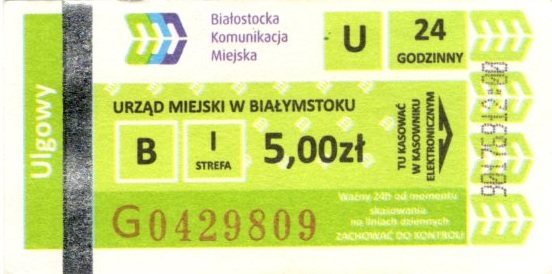 Ulgowy
Białostocka
Komunikacja
Miejska
U
24
GODZINNY
URZĄD MIEJSKI W BIAŁYMSTOKU
B
I
STREFA
5,00zł
TU KASOWAĆ
W KASOWNIKU
ELEKTRONICZNYM
G0429809
Ważny 24h od momentu
skasowania
na liniach dziennych
ZACHOWAĆ DO KONTROLI